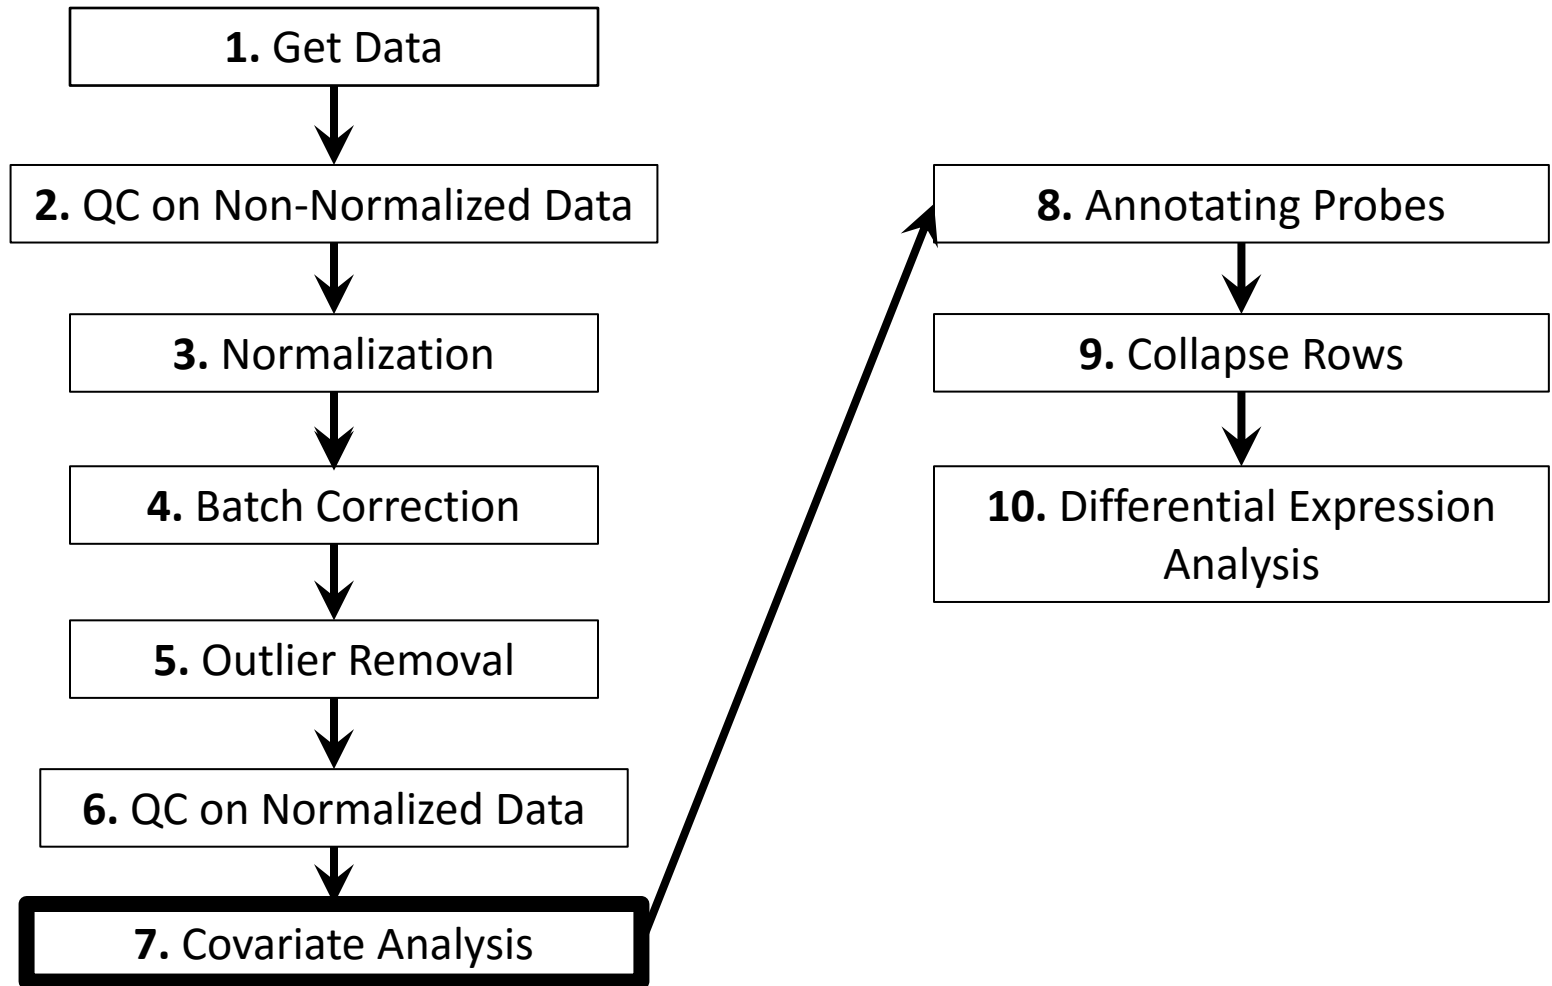 1. Get Data
2. QC on Non-Normalized Data
3. Normalization
4. Batch Correction
5. Outlier Removal
6. QC on Normalized Data
7. Covariate Analysis
8. Annotating Probes
9. Collapse Rows
10. Differential Expression
Analysis